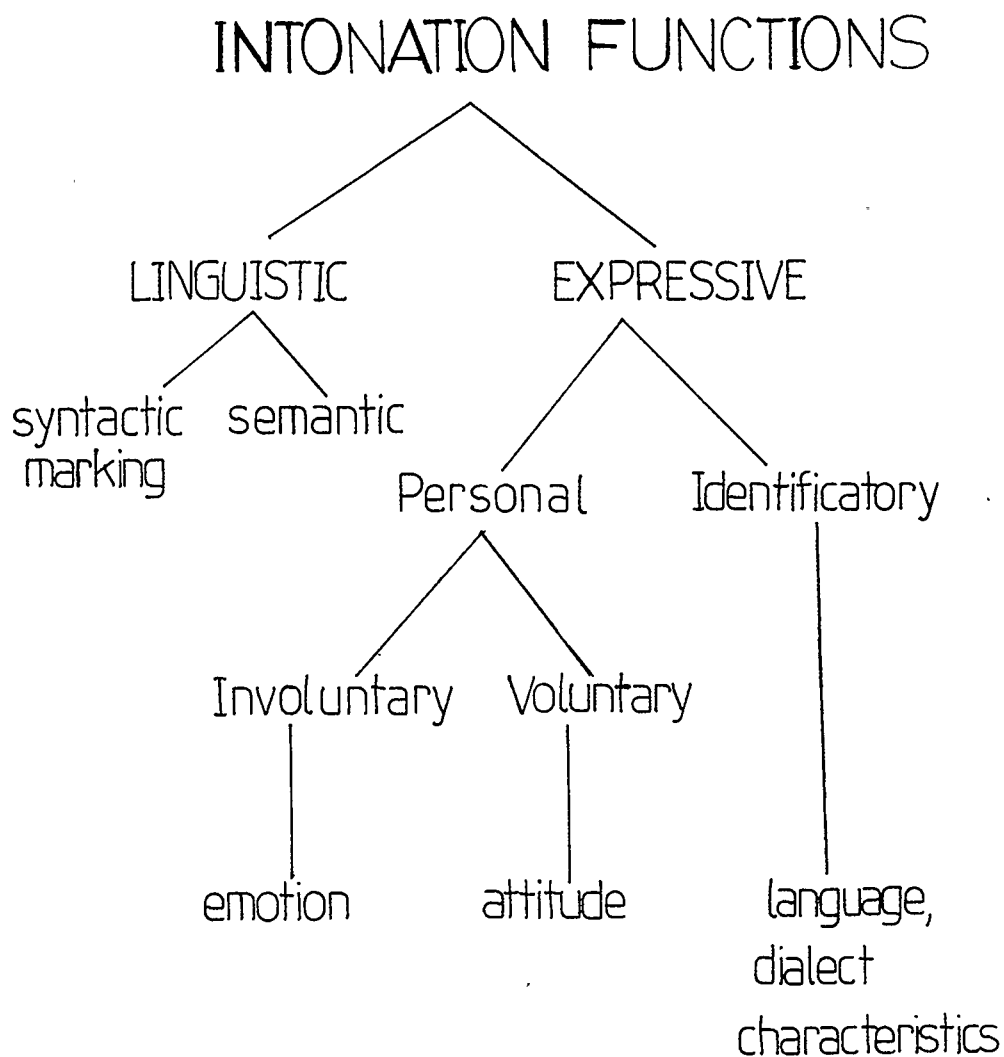 INTONATION FUNCTIONS
LINGUISTIC EXPRESSIVE
syntactic semantic
marking
Personal Identificatory
Involuntary Voluntary
emotion attitude language,
dialect
characteristics